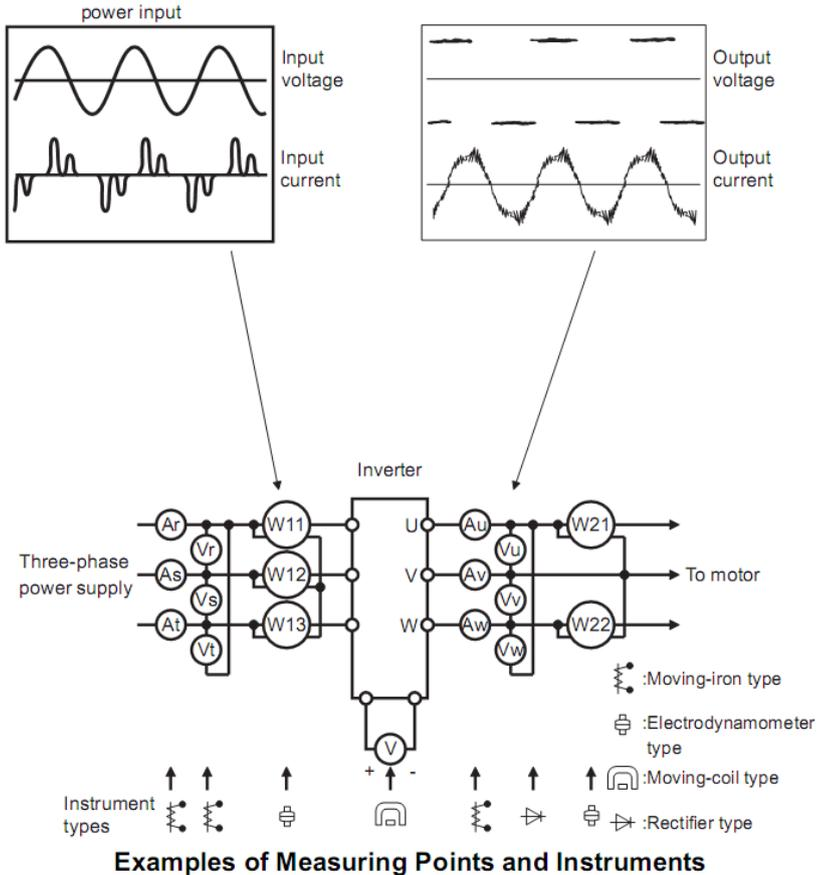 power input
Input
voltage
Input
current
Output
voltage
Output
current
Inverter
Ar
W11
U
Au
W21
Vr
Vu
Three-phase
power supply
As
W12
V
Av
To motor
Vs
Vv
At
W13
W
Aw
W22
Vt
Vw
:Moving-iron type
:Electrodynamometer
type
V
+ -
:Moving-coil type
Instrument
types
:Rectifier type
Examples of Measuring Points and Instruments